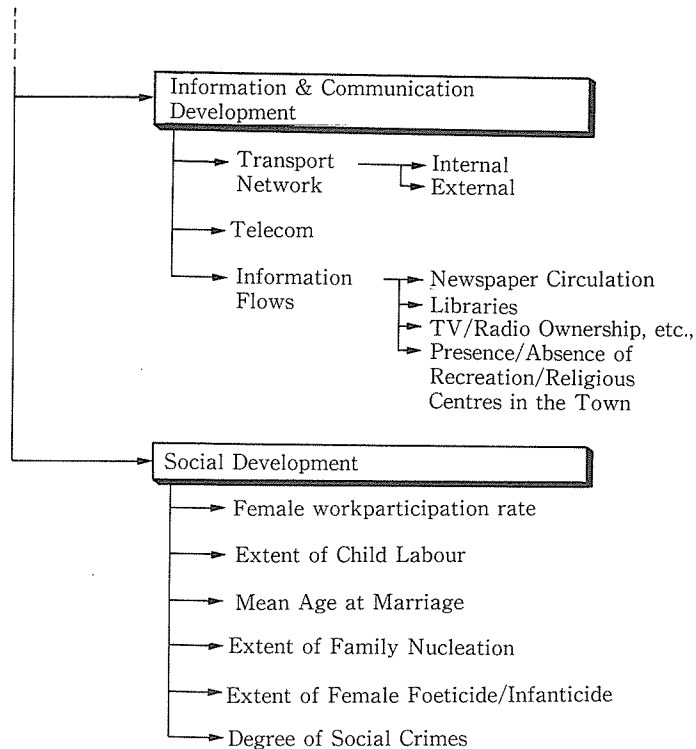 Information & Communication
Development
Transport
Network
Internal
External
Telecom
Information
Flows
Newspaper Circulation
Libraries
TV/Radio Ownership, etc.,
Presence/Absence of
Recreation/Religious
Centres in the Town
Social Development
Female workparticipation rate
Extent of Child Labour
Mean Age at Marriage
Extent of Family Nucleation
Extent of Female Foeticide/Infanticide
Degree of Social Crimes